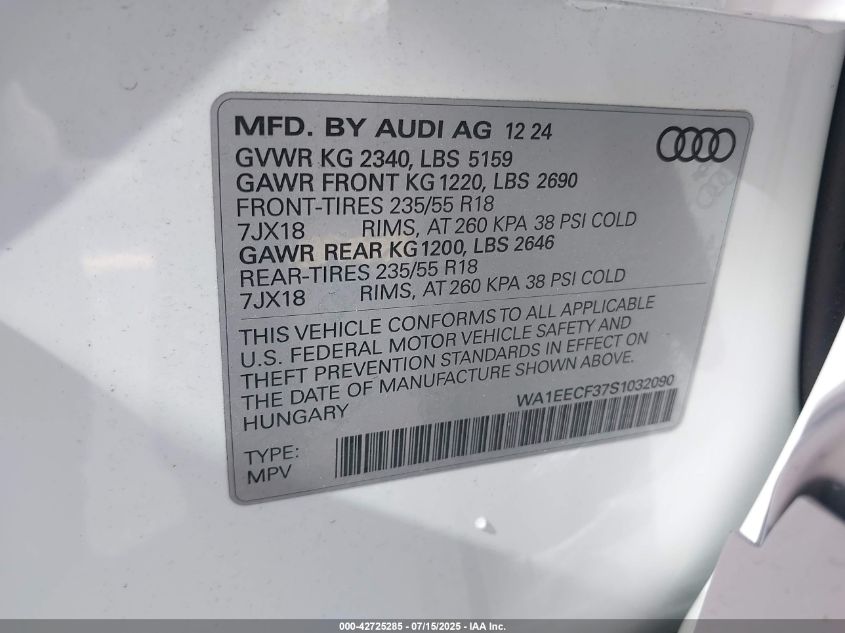 MFD. BY AUDI AG 12 24
GVWR KG 2340, LBS 5159
GAWR FRONT KG 1220, LBS 2690
FRONT-TIRES 235/55 R18
7JX18 RIMS, AT 260 KPA 38 PSI COLD
GAWR REAR KG 1200, LBS 2646
REAR-TIRES 235/55 R18
7JX18 RIMS, AT 260 KPA 38 PSI COLD
THIS VEHICLE CONFORMS TO ALL APPLICABLE
U.S. FEDERAL MOTOR VEHICLE SAFETY AND
THEFT PREVENTION STANDARDS IN EFFECT ON
THE DATE OF MANUFACTURE SHOWN ABOVE.
HUNGARY
WA1EECF37S1032090
TYPE:
MPV
000-42725285 - 07/15/2025 - IAA Inc.